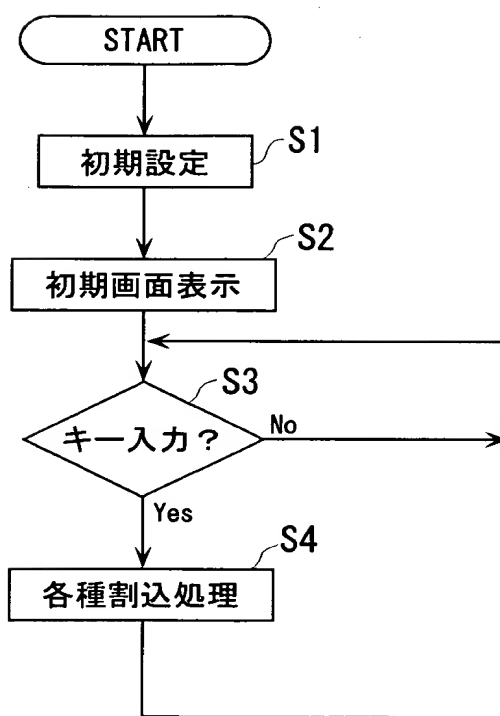 START
初期設定
S1
初期画面表示
S2
キー入力？
S3
No
Yes
各種割込処理
S4